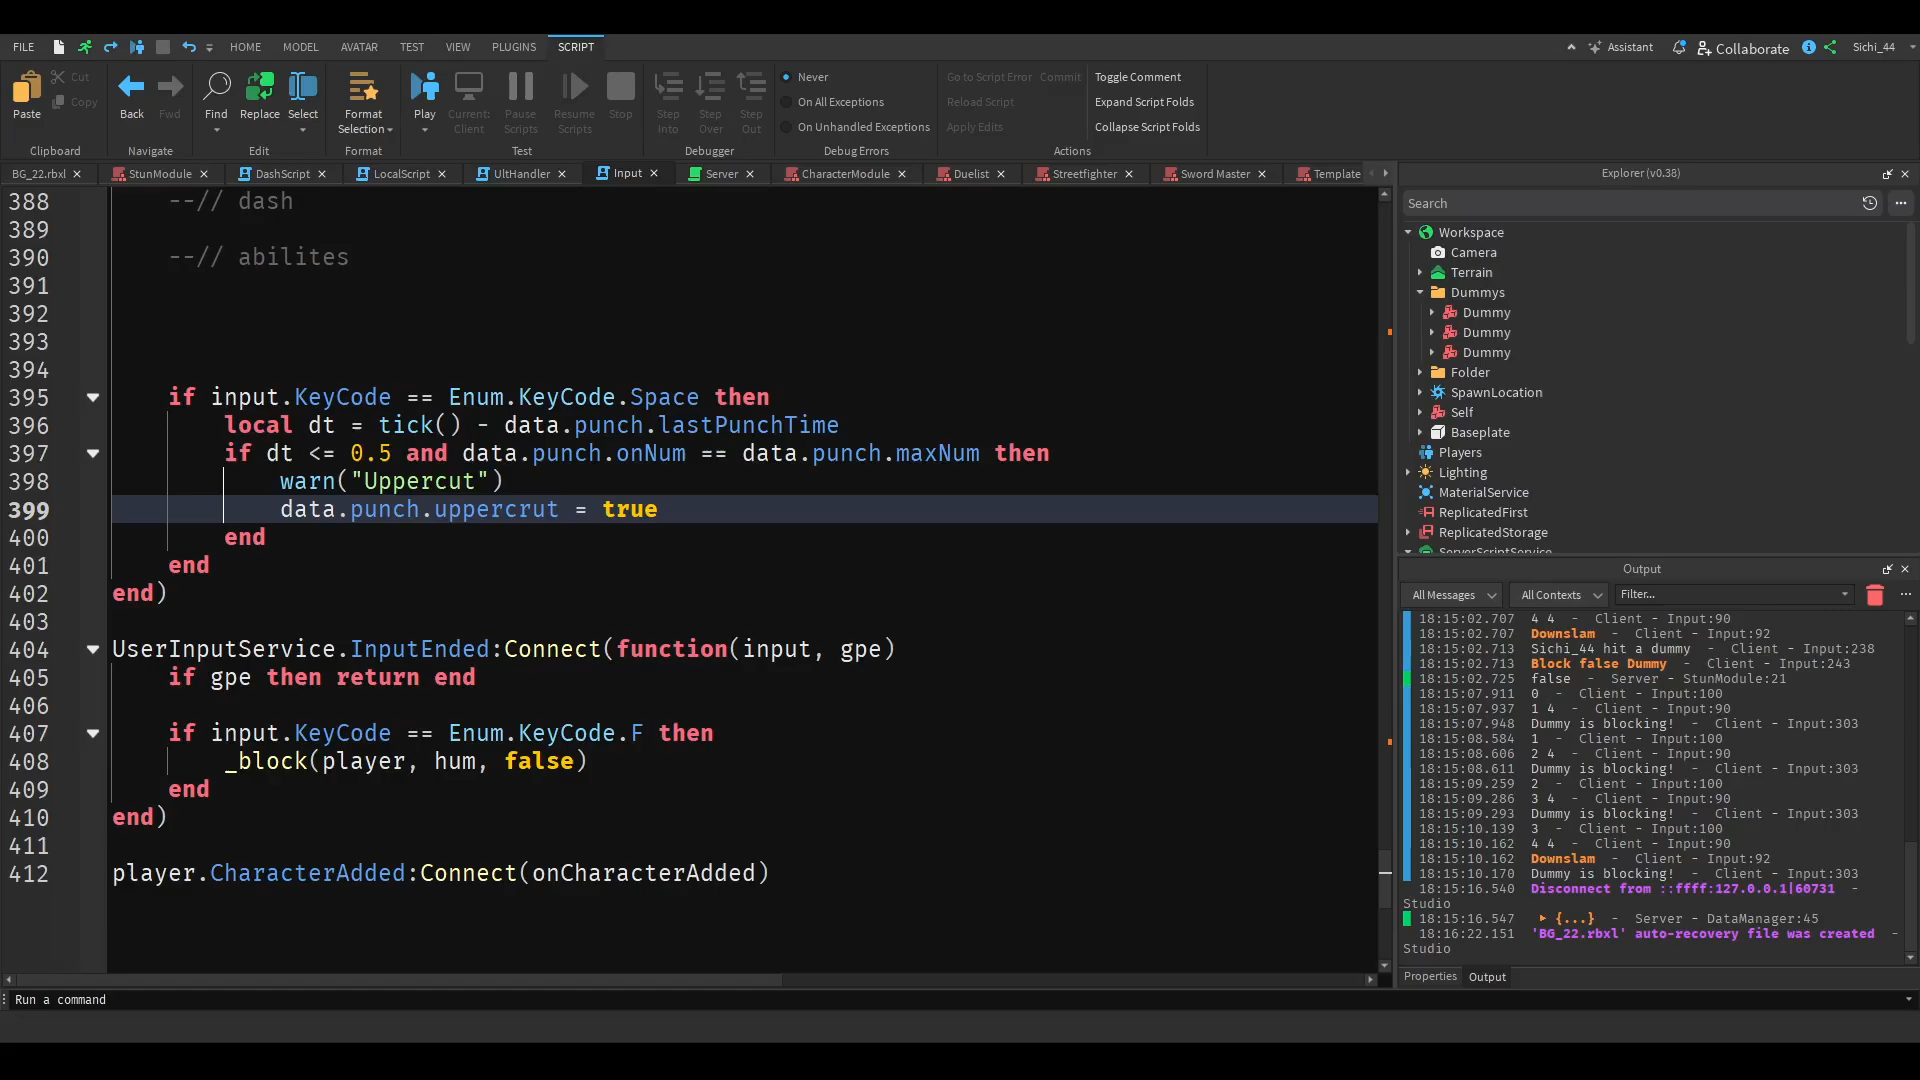 FILE HOME MODEL AVATAR TEST VIEW PLUGINS SCRIPT Assistant Collaborate Sichi_44
Paste Cut Copy Clipboard
Back Fwd Navigate
Find Replace Select Edit
Format Selection Format
Play Current: Client Pause Scripts Resume Scripts Stop Test
Step Into Step Over Step Out Debugger
Never
On All Exceptions
On Unhandled Exceptions
Debug Errors
Go to Script Error Commit Toggle Comment
Reload Script Expand Script Folds
Apply Edits Collapse Script Folds
Actions
BG_22.rbxl StunModule DashScript LocalScript UltHandler Input Server CharacterModule Duelist Streetfighter Sword Master Template
388 --// dash
389
390 --// abilites
391
392
393
394
395 if input.KeyCode == Enum.KeyCode.Space then
396 local dt = tick() - data.punch.lastPunchTime
397 if dt <= 0.5 and data.punch.onNum == data.punch.maxNum then
398 warn("Uppercut")
399 data.punch.uppercrut = true
400 end
401 end
402 end)
403
404 UserInputService.InputEnded:Connect(function(input, gpe)
405 if gpe then return end
406
407 if input.KeyCode == Enum.KeyCode.F then
408 _block(player, hum, false)
409 end
410 end)
411
412 player.CharacterAdded:Connect(onCharacterAdded)
Explorer (v0.38)
Search
Workspace
Camera
Terrain
Dummys
Dummy
Dummy
Dummy
Folder
SpawnLocation
Self
Baseplate
Players
Lighting
MaterialService
ReplicatedFirst
ReplicatedStorage
ServerScriptService
Output
All Messages All Contexts Filter...
18:15:02.707 4 4 - Client - Input:90
18:15:02.707 Downslam - Client - Input:92
18:15:02.713 Sichi_44 hit a dummy - Client - Input:238
18:15:02.713 Block false Dummy - Client - Input:243
18:15:02.725 false - Server - StunModule:21
18:15:07.911 0 - Client - Input:100
18:15:07.937 1 4 - Client - Input:90
18:15:07.948 Dummy is blocking! - Client - Input:303
18:15:08.584 1 - Client - Input:100
18:15:08.606 2 4 - Client - Input:90
18:15:08.611 Dummy is blocking! - Client - Input:303
18:15:09.259 2 - Client - Input:100
18:15:09.286 3 4 - Client - Input:90
18:15:09.293 Dummy is blocking! - Client - Input:303
18:15:10.139 3 - Client - Input:100
18:15:10.162 4 4 - Client - Input:90
18:15:10.162 Downslam - Client - Input:92
18:15:10.170 Dummy is blocking! - Client - Input:303
18:15:16.540 Disconnect from ::ffff:127.0.0.1|60731 -
Studio
18:15:16.547 {...} - Server - DataManager:45
18:16:22.151 'BG_22.rbxl' auto-recovery file was created -
Studio
Properties Output
Run a command